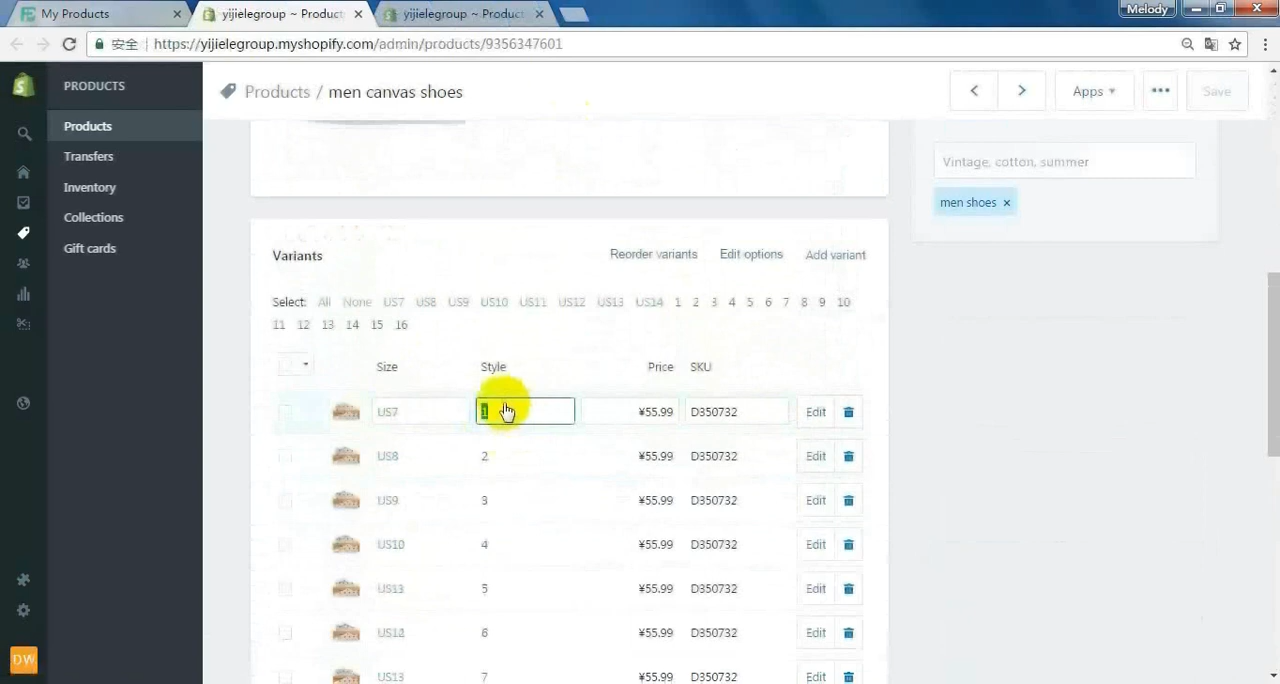 My Products
yijielegroup ~ Product
yijielegroup ~ Product
Melody
安全
https://yijielegroup.myshopify.com/admin/products/9356347601
PRODUCTS
Products
Transfers
Inventory
Collections
Gift cards
DW
Products / men canvas shoes
Apps
Save
Vintage, cotton, summer
men shoes ×
Variants
Reorder variants
Edit options
Add variant
Select: All None US7 US8 US9 US10 US11 US12 US13 US14 1 2 3 4 5 6 7 8 9 10
11 12 13 14 15 16
Size Style Price SKU
US7 1 ¥55.99 D350732 Edit
US8 2 ¥55.99 D350732 Edit
US9 3 ¥55.99 D350732 Edit
US10 4 ¥55.99 D350732 Edit
US13 5 ¥55.99 D350732 Edit
US12 6 ¥55.99 D350732 Edit
US13 7 ¥55.99 D350732 Edit